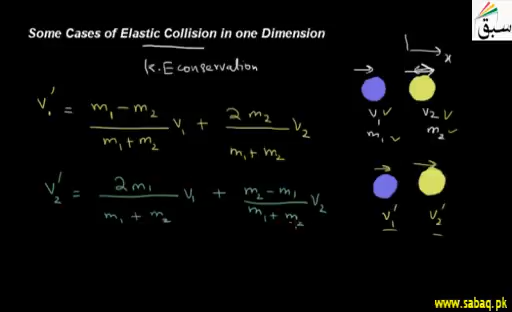 Some Cases of Elastic Collision in one Dimension
سبق
K.E conservation
x
v₁' = (m₁ - m₂)/(m₁ + m₂) v₁ + 2m₂/(m₁ + m₂) v₂
v₁ v₂
m₁ m₂
v₂' = 2m₁/(m₁ + m₂) v₁ + (m₂ - m₁)/(m₁ + m₂) v₂
v₁' v₂'
www.sabaq.pk